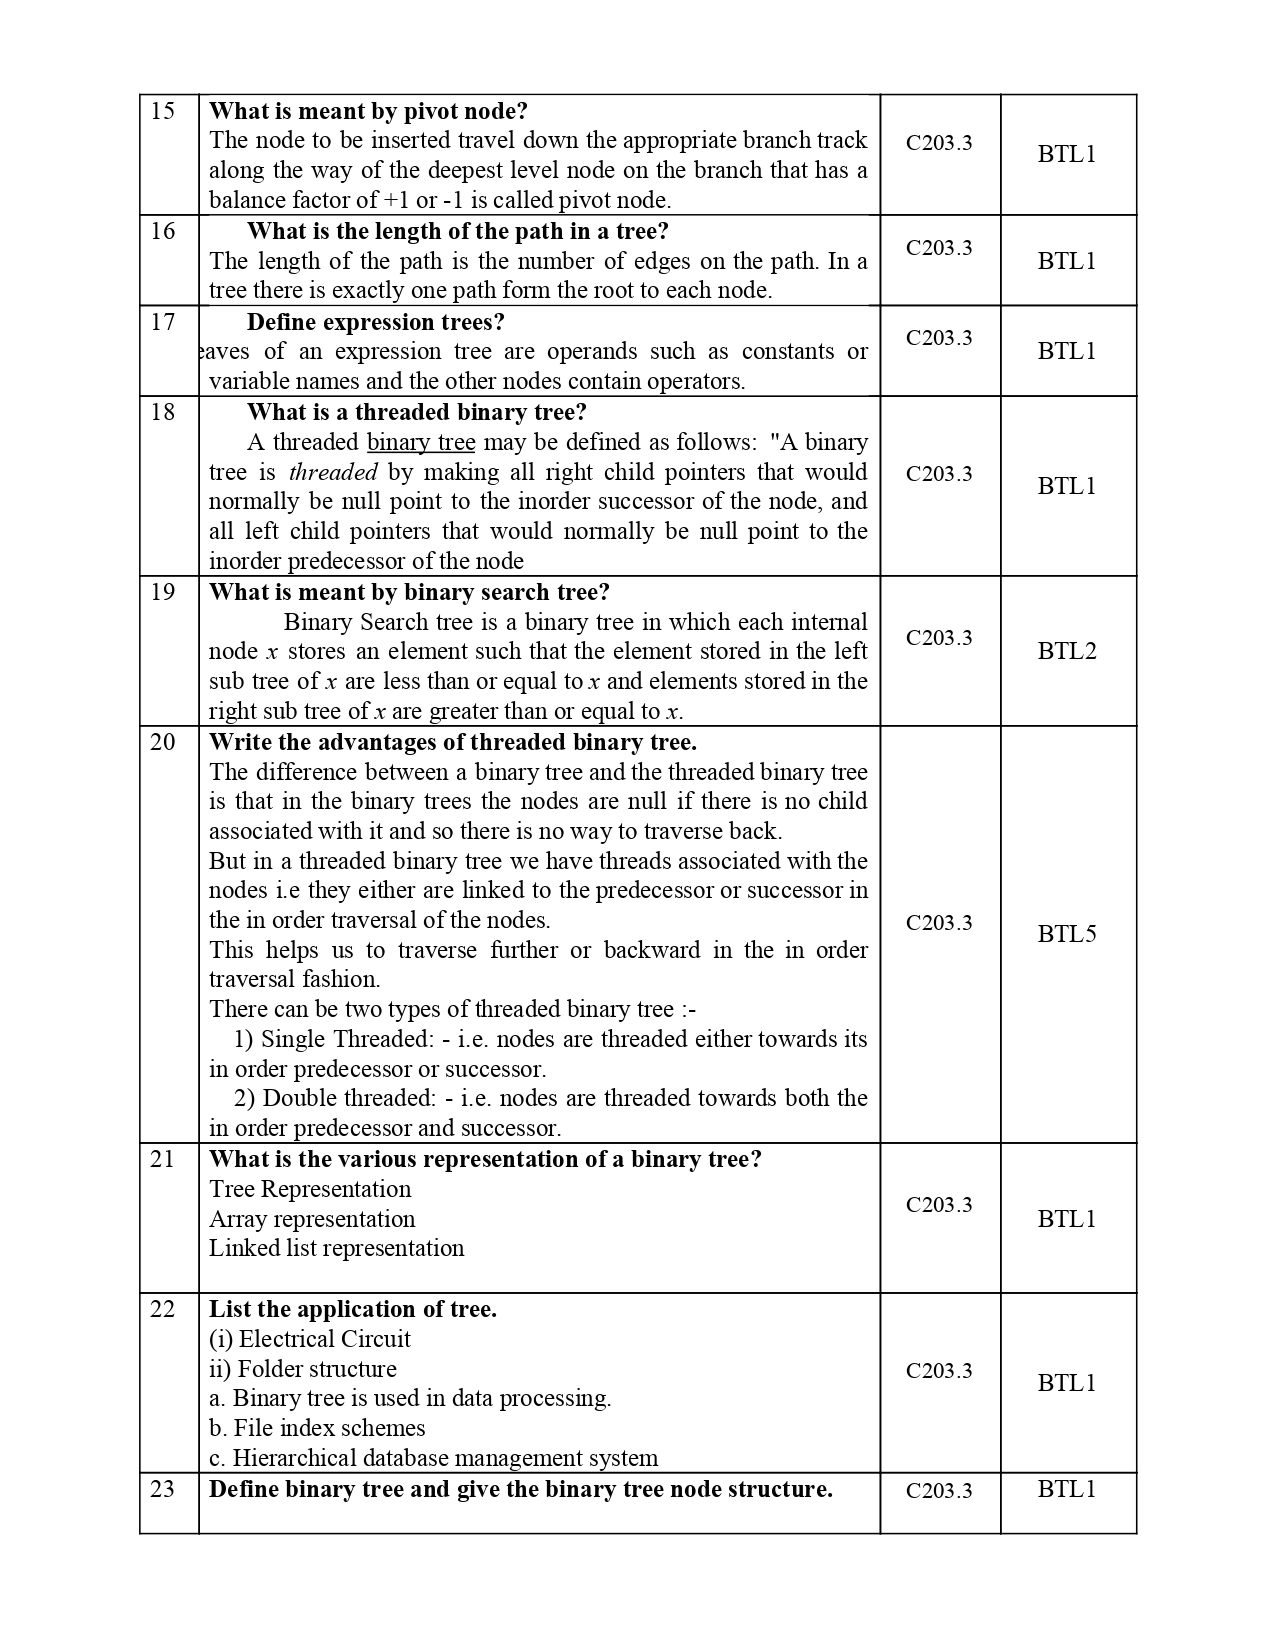 15 What is meant by pivot node?
The node to be inserted travel down the appropriate branch track
along the way of the deepest level node on the branch that has a
balance factor of +1 or -1 is called pivot node.
C203.3
BTL1
16 What is the length of the path in a tree?
The length of the path is the number of edges on the path. In a
tree there is exactly one path form the root to each node.
C203.3
BTL1
17 Define expression trees?
eaves of an expression tree are operands such as constants or
variable names and the other nodes contain operators.
C203.3
BTL1
18 What is a threaded binary tree?
A threaded binary tree may be defined as follows: "A binary
tree is threaded by making all right child pointers that would
normally be null point to the inorder successor of the node, and
all left child pointers that would normally be null point to the
inorder predecessor of the node
C203.3
BTL1
19 What is meant by binary search tree?
Binary Search tree is a binary tree in which each internal
node x stores an element such that the element stored in the left
sub tree of x are less than or equal to x and elements stored in the
right sub tree of x are greater than or equal to x.
C203.3
BTL2
20 Write the advantages of threaded binary tree.
The difference between a binary tree and the threaded binary tree
is that in the binary trees the nodes are null if there is no child
associated with it and so there is no way to traverse back.
But in a threaded binary tree we have threads associated with the
nodes i.e they either are linked to the predecessor or successor in
the in order traversal of the nodes.
This helps us to traverse further or backward in the in order
traversal fashion.
There can be two types of threaded binary tree :-
1) Single Threaded: - i.e. nodes are threaded either towards its
in order predecessor or successor.
2) Double threaded: - i.e. nodes are threaded towards both the
in order predecessor and successor.
C203.3
BTL5
21 What is the various representation of a binary tree?
Tree Representation
Array representation
Linked list representation
C203.3
BTL1
22 List the application of tree.
(i) Electrical Circuit
ii) Folder structure
a. Binary tree is used in data processing.
b. File index schemes
c. Hierarchical database management system
C203.3
BTL1
23 Define binary tree and give the binary tree node structure.
C203.3
BTL1